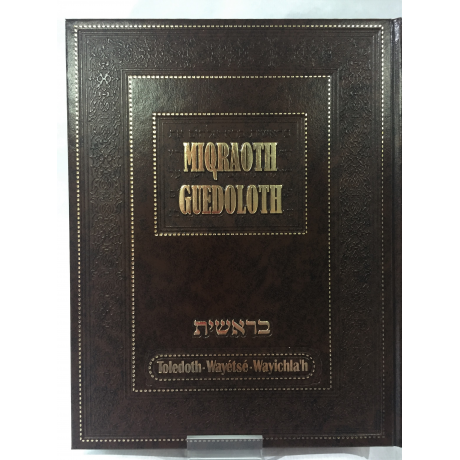 MIQRAOTH
GUEDOLOTH
בראשית
Toledoth-Wayétsé-Wayichla'h